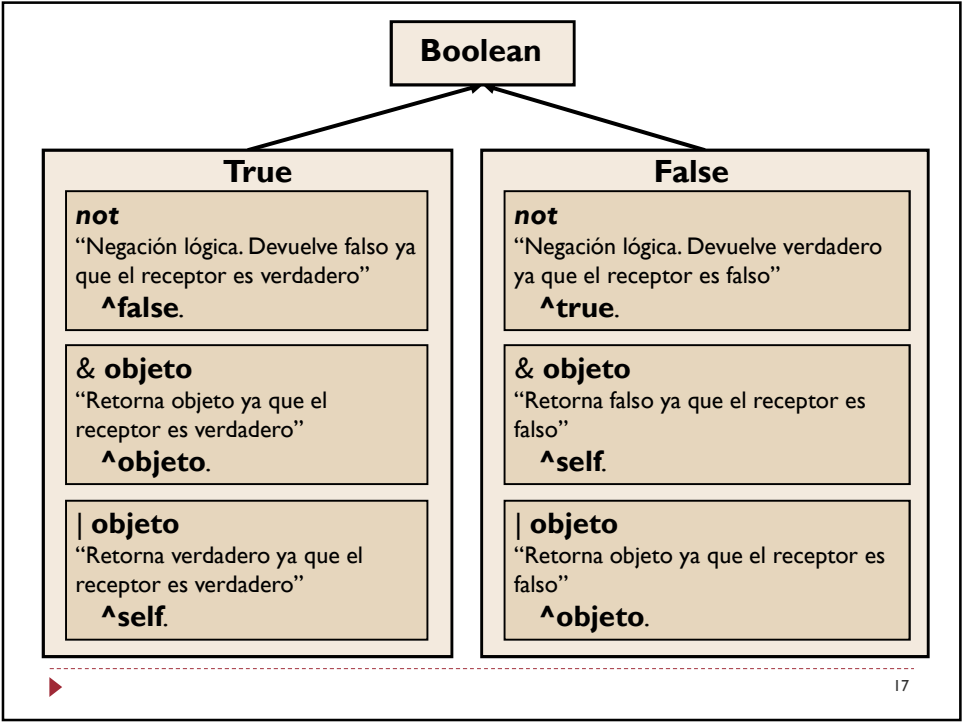 Boolean
True
not
“Negación lógica. Devuelve falso ya
que el receptor es verdadero”
^false.
& objeto
“Retorna objeto ya que el
receptor es verdadero”
^objeto.
| objeto
“Retorna verdadero ya que el
receptor es verdadero”
^self.
False
not
“Negación lógica. Devuelve verdadero
ya que el receptor es falso”
^true.
& objeto
“Retorna falso ya que el receptor es
falso”
^self.
| objeto
“Retorna objeto ya que el receptor es
falso”
^objeto.
17